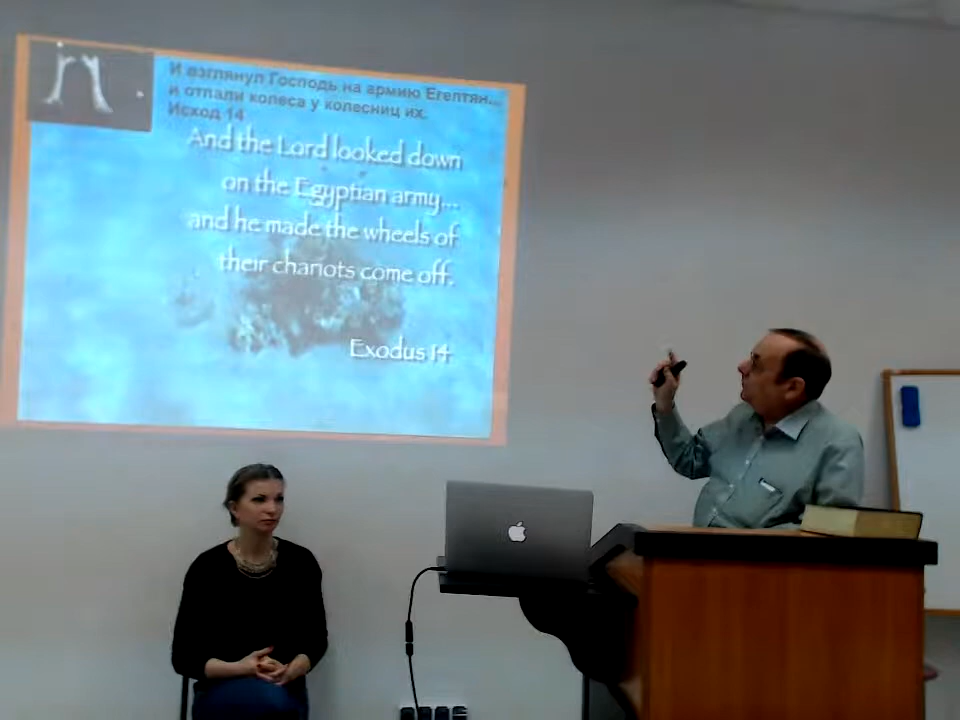 И взглянул Господь на армию Египтян...
и отпали колеса у колесниц их.
Исход 14
And the Lord looked down
on the Egyptian army...
and he made the wheels of
their chariots come off.
Exodus 14